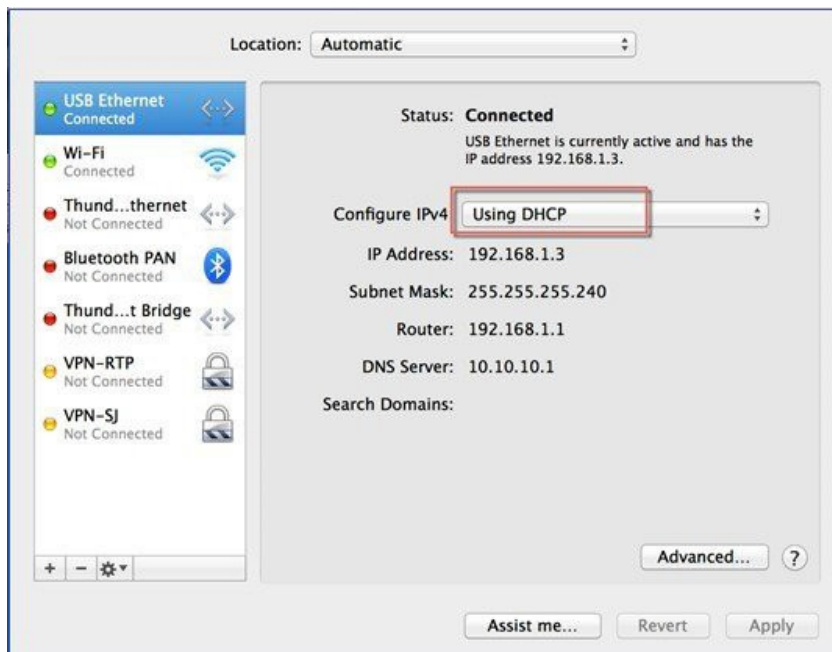 Location: Automatic
USB Ethernet
Connected
Wi-Fi
Connected
Thund...thernet
Not Connected
Bluetooth PAN
Not Connected
Thund...t Bridge
Not Connected
VPN-RTP
Not Connected
VPN-SJ
Not Connected
+ −
Status: Connected
USB Ethernet is currently active and has the
IP address 192.168.1.3.
Configure IPv4 Using DHCP
IP Address: 192.168.1.3
Subnet Mask: 255.255.255.240
Router: 192.168.1.1
DNS Server: 10.10.10.1
Search Domains:
Advanced... ?
Assist me... Revert Apply